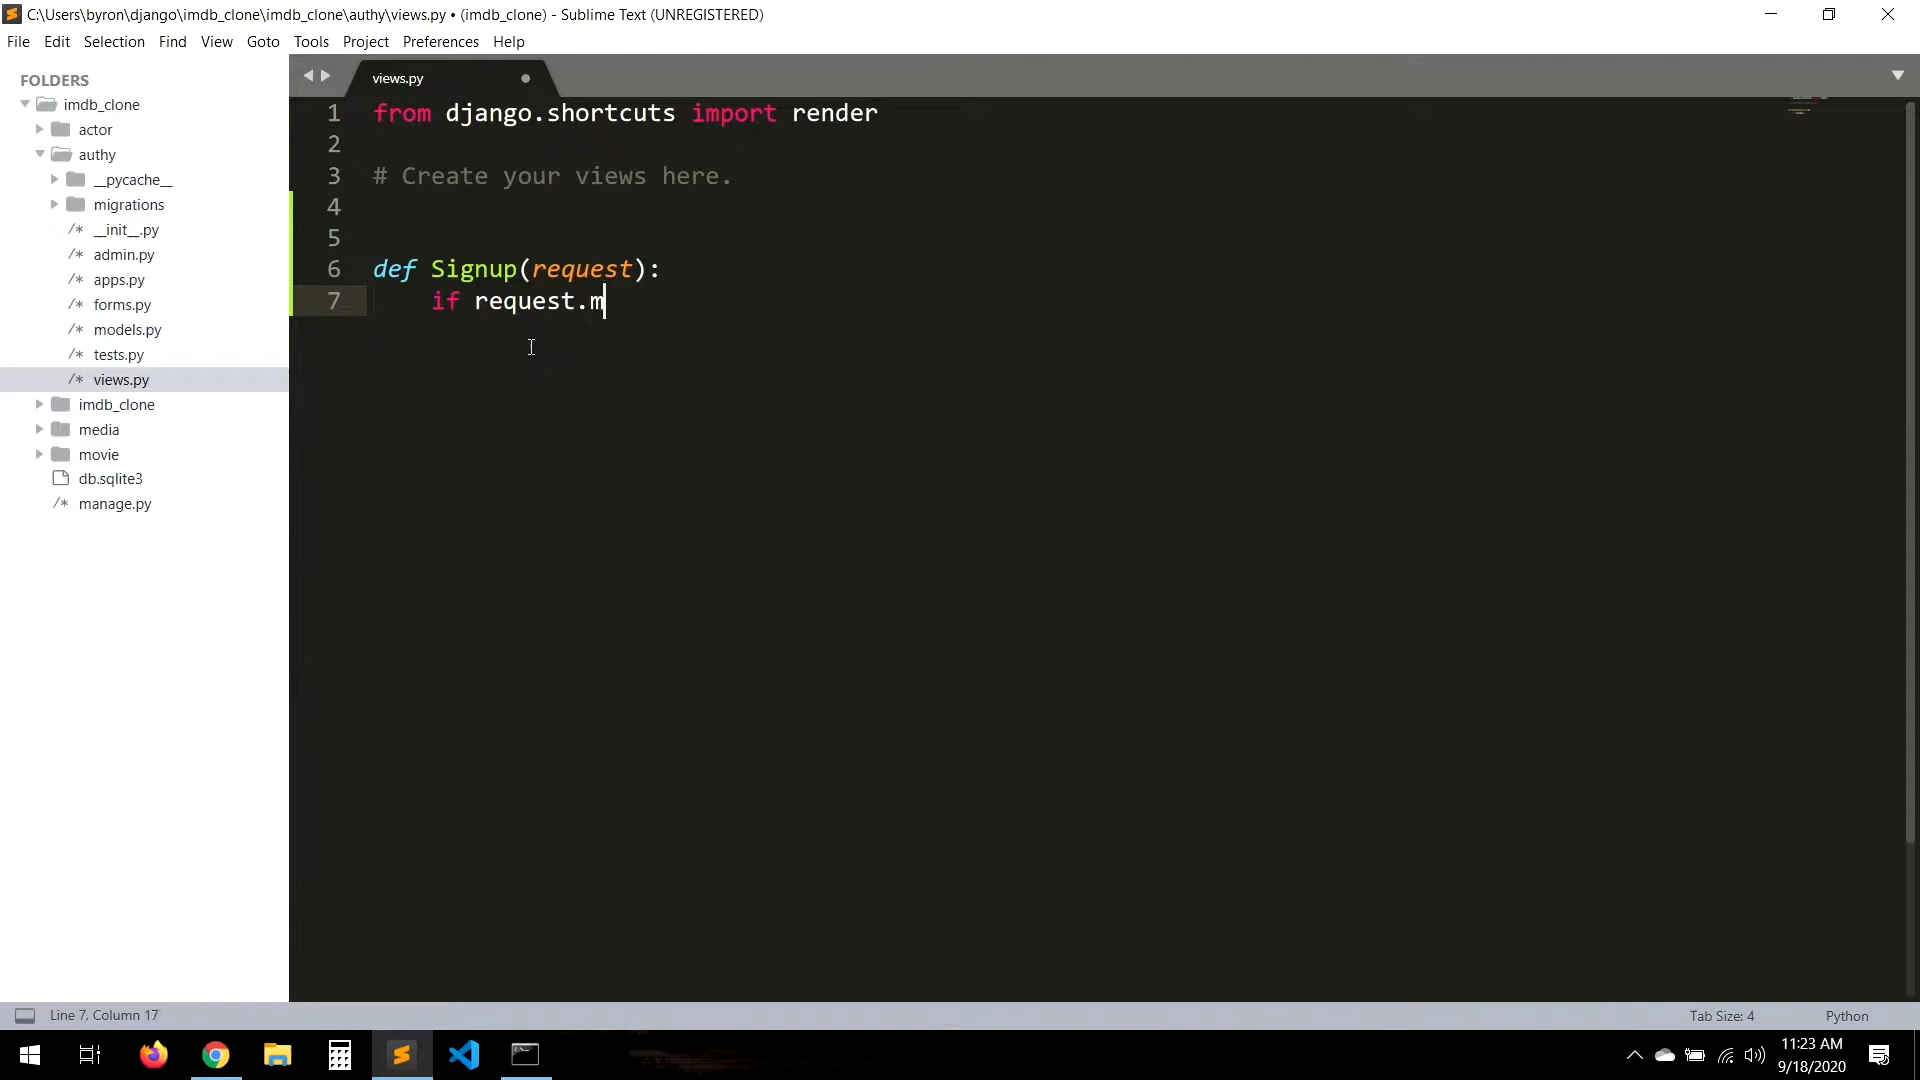 C:\Users\byron\django\imdb_clone\imdb_clone\authy\views.py • (imdb_clone) - Sublime Text (UNREGISTERED)
File Edit Selection Find View Goto Tools Project Preferences Help
FOLDERS
imdb_clone
actor
authy
__pycache__
migrations
/* __init__.py
/* admin.py
/* apps.py
/* forms.py
/* models.py
/* tests.py
/* views.py
imdb_clone
media
movie
db.sqlite3
/* manage.py
views.py
1 from django.shortcuts import render
2
3 # Create your views here.
4
5
6 def Signup(request):
7 if request.m
Line 7, Column 17
Tab Size: 4
Python
11:23 AM
9/18/2020